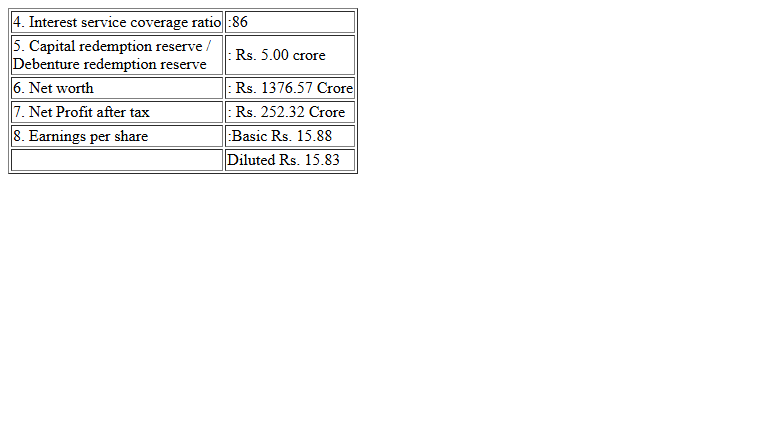 4. Interest service coverage ratio :86
5. Capital redemption reserve /
Debenture redemption reserve : Rs. 5.00 crore
6. Net worth : Rs. 1376.57 Crore
7. Net Profit after tax : Rs. 252.32 Crore
8. Earnings per share :Basic Rs. 15.88
Diluted Rs. 15.83